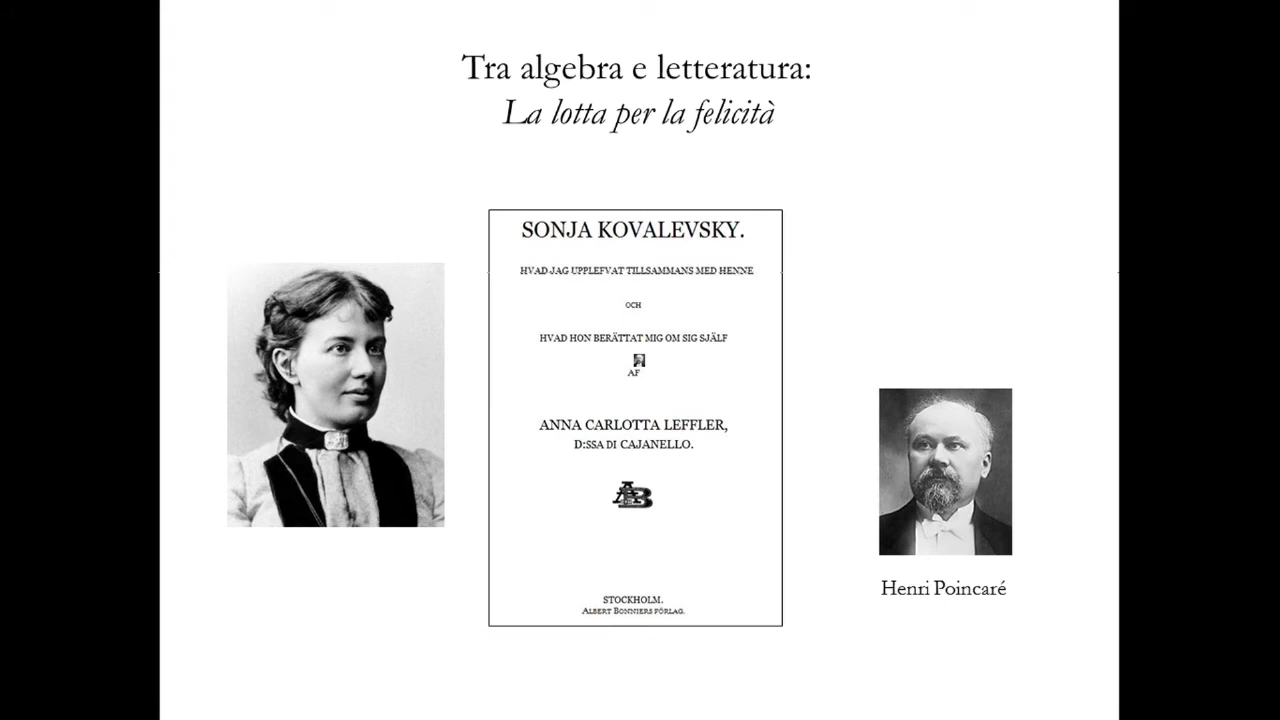 Tra algebra e letteratura:
La lotta per la felicità
SONJA KOVALEVSKY.
HVAD JAG UPPLEFVAT TILLSAMMANS MED HENNE
OCH
HVAD HON BERÄTTAT MIG OM SIG SJÄLF
AF
ANNA CARLOTTA LEFFLER,
D:SSA DI CAJANELLO.
STOCKHOLM.
ALBERT BONNIERS FÖRLAG.
Henri Poincaré